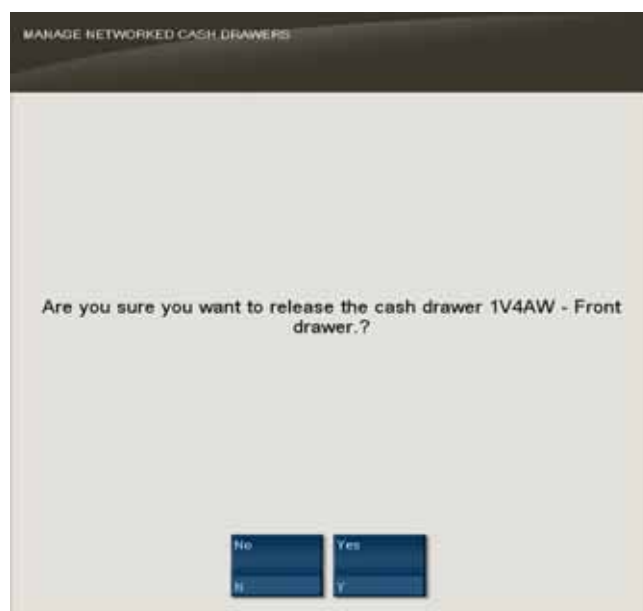 MANAGE NETWORKED CASH DRAWERS
Are you sure you want to release the cash drawer 1V4AW - Front
drawer.?
No Yes
N Y